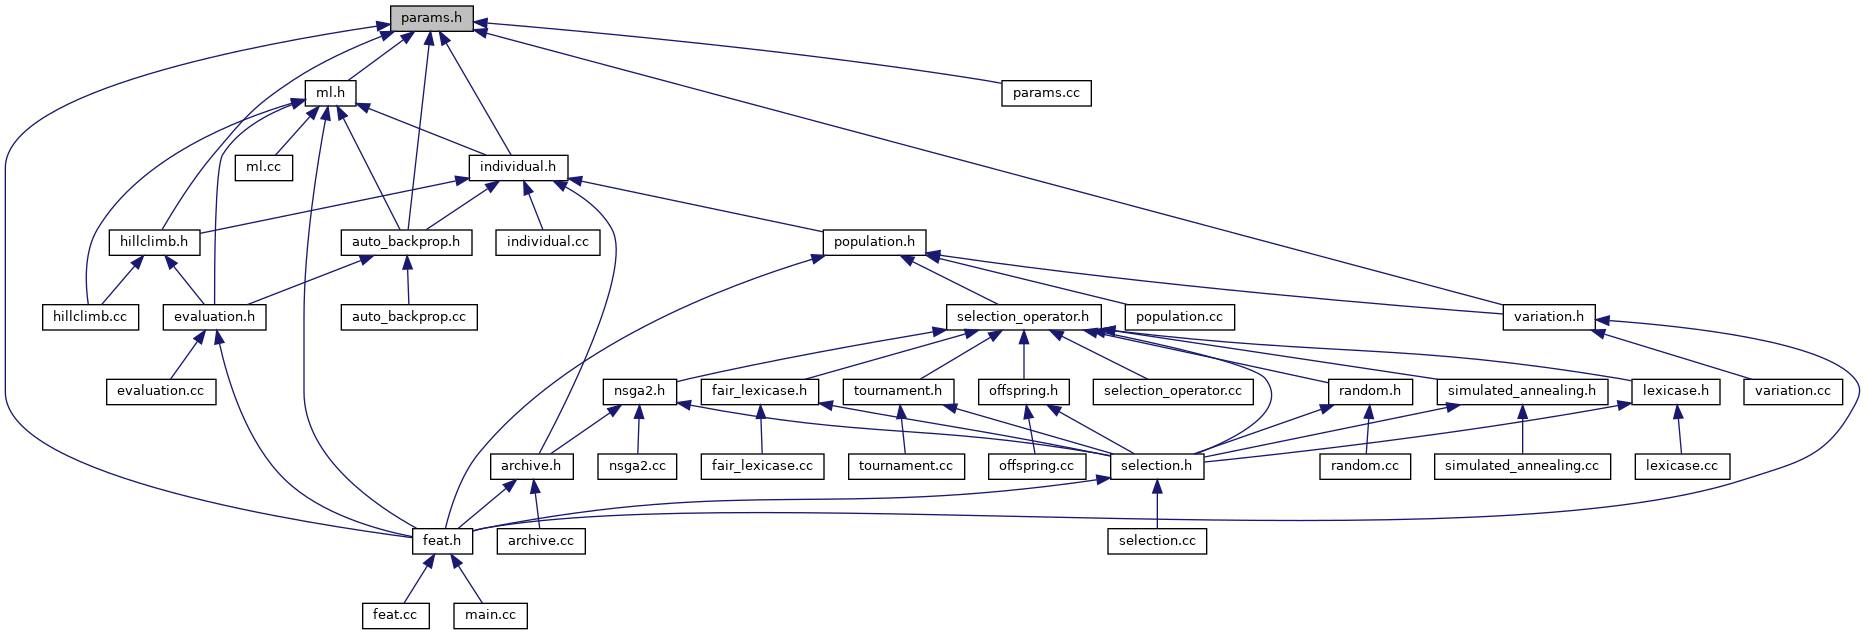 params.h
ml.h
params.cc
ml.cc
individual.h
hillclimb.h
auto_backprop.h
individual.cc
population.h
hillclimb.cc
evaluation.h
auto_backprop.cc
selection_operator.h
population.cc
variation.h
evaluation.cc
nsga2.h
fair_lexicase.h
tournament.h
offspring.h
selection_operator.cc
random.h
simulated_annealing.h
lexicase.h
variation.cc
archive.h
nsga2.cc
fair_lexicase.cc
tournament.cc
offspring.cc
selection.h
random.cc
simulated_annealing.cc
lexicase.cc
feat.h
archive.cc
selection.cc
feat.cc
main.cc